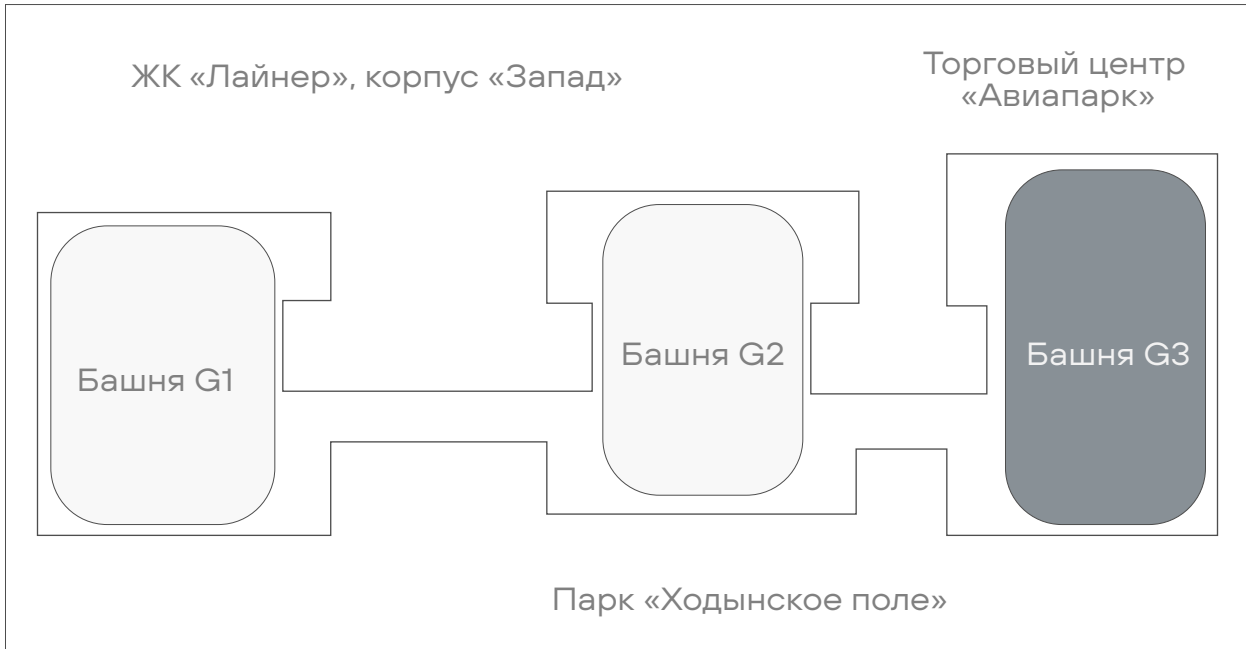 ЖК «Лайнер», корпус «Запад»
Торговый центр
«Авиапарк»
Башня G1
Башня G2
Башня G3
Парк «Ходынское поле»